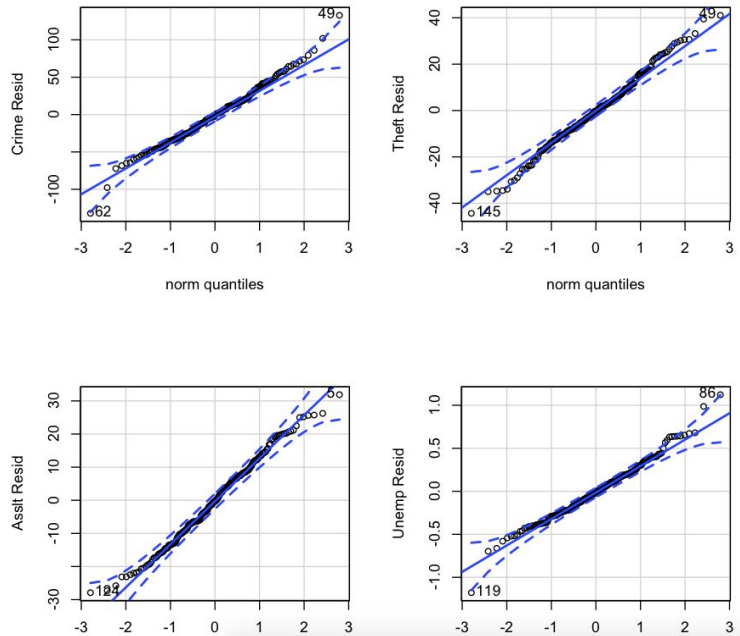 49
100
50
0
-100
Crime Resid
62
-3 -2 -1 0 1 2 3
norm quantiles
49
40
20
0
-20
-40
Theft Resid
145
-3 -2 -1 0 1 2 3
norm quantiles
30
20
10
0
-10
-30
Asslt Resid
-3 -2 -1 0 1 2 3
86
1.0
0.5
0.0
-0.5
-1.0
Unemp Resid
119
-3 -2 -1 0 1 2 3